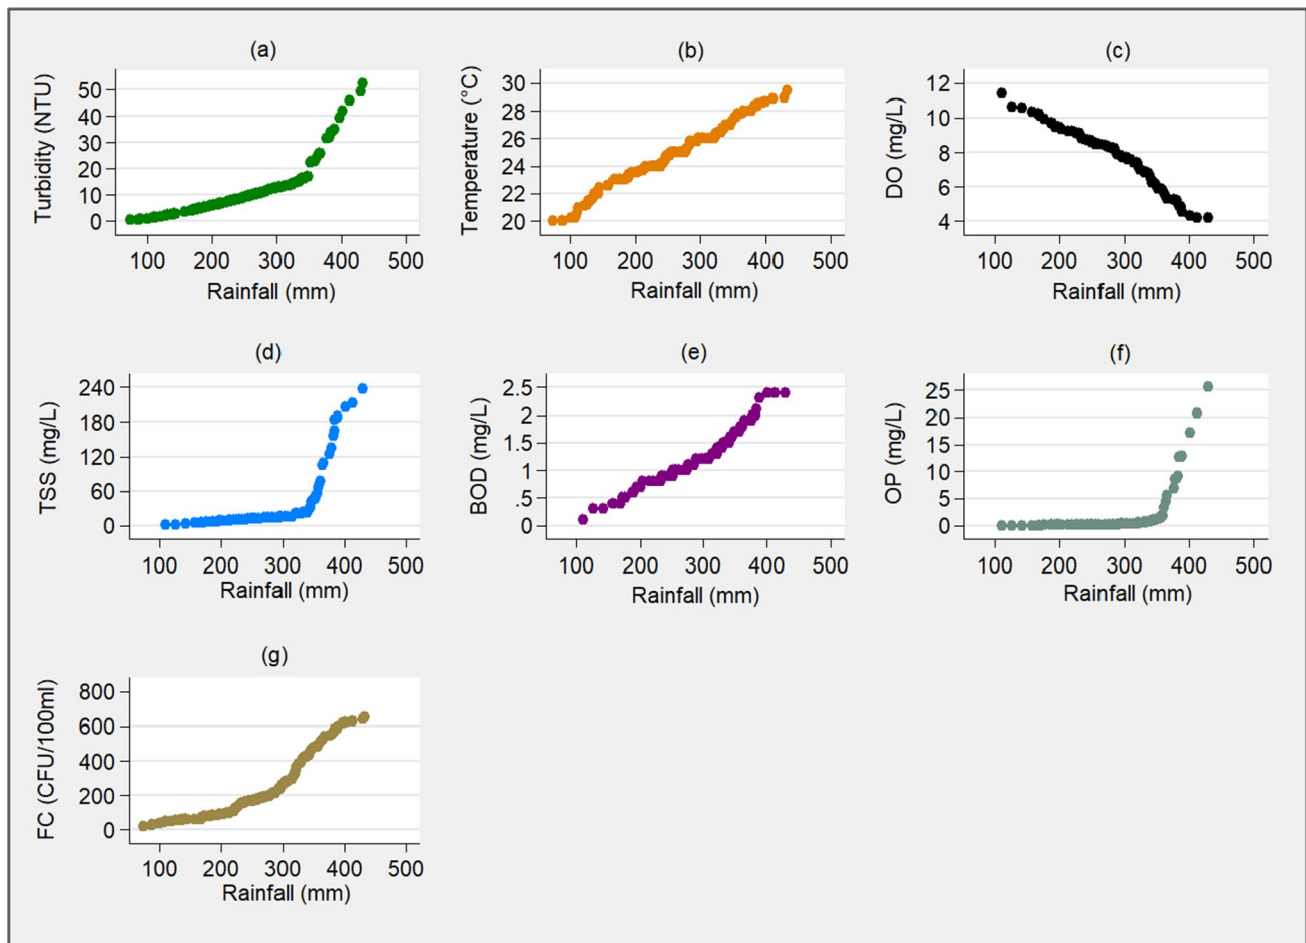 (a)
Turbidity (NTU)
50
40
30
20
10
0
100 200 300 400 500
Rainfall (mm)
(b)
Temperature (°C)
30
28
26
24
22
20
100 200 300 400 500
Rainfall (mm)
(c)
DO (mg/L)
12
10
8
6
4
100 200 300 400 500
Rainfall (mm)
(d)
TSS (mg/L)
240
180
120
60
0
100 200 300 400 500
Rainfall (mm)
(e)
BOD (mg/L)
2.5
2
1.5
1
.5
0
100 200 300 400 500
Rainfall (mm)
(f)
OP (mg/L)
25
20
15
10
5
0
100 200 300 400 500
Rainfall (mm)
(g)
FC (CFU/100ml)
800
600
400
200
0
100 200 300 400 500
Rainfall (mm)